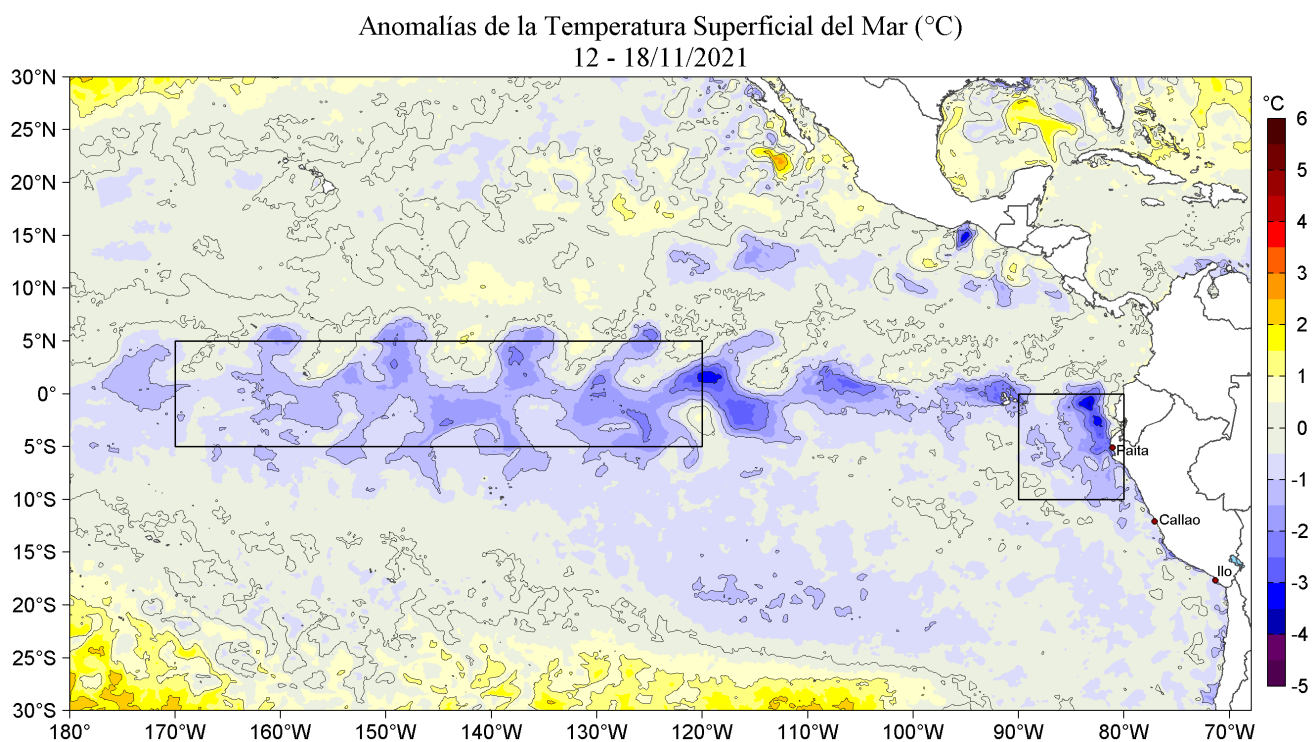 Anomalías de la Temperatura Superficial del Mar (°C)
12 - 18/11/2021
30°N
25°N
20°N
15°N
10°N
5°N
0°
5°S
10°S
15°S
20°S
25°S
30°S
180°
170°W
160°W
150°W
140°W
130°W
120°W
110°W
100°W
90°W
80°W
70°W
Paita
Callao
Ilo
°C
6
5
4
3
2
1
0
-1
-2
-3
-4
-5